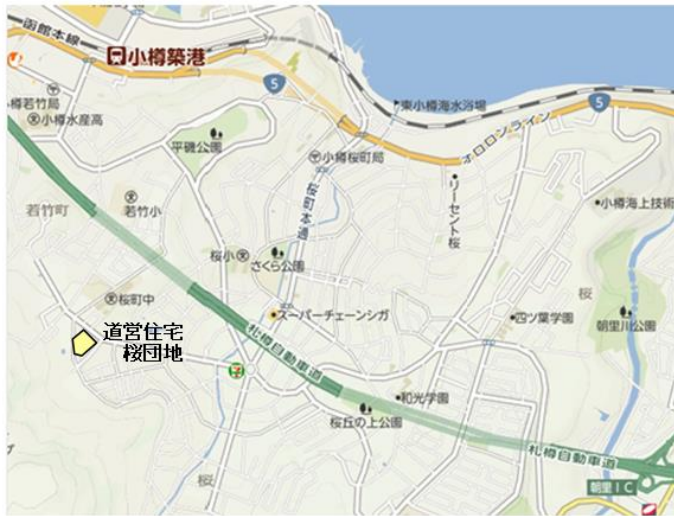 函館本線
小樽築港
5
東小樽海水浴場
5
オロロンライン
小樽水産高
平磯公園
小樽桜町局
桜町本通
リーセント桜
小樽海上技術
若竹町
若竹小
桜小
さくら公園
桜
桜町中
スーパーチェーンシガ
四ツ葉学園
朝里川公園
道営住宅
桜団地
札樽自動車道
和光学園
桜丘の上公園
札樽自動車道
桜
朝里IC